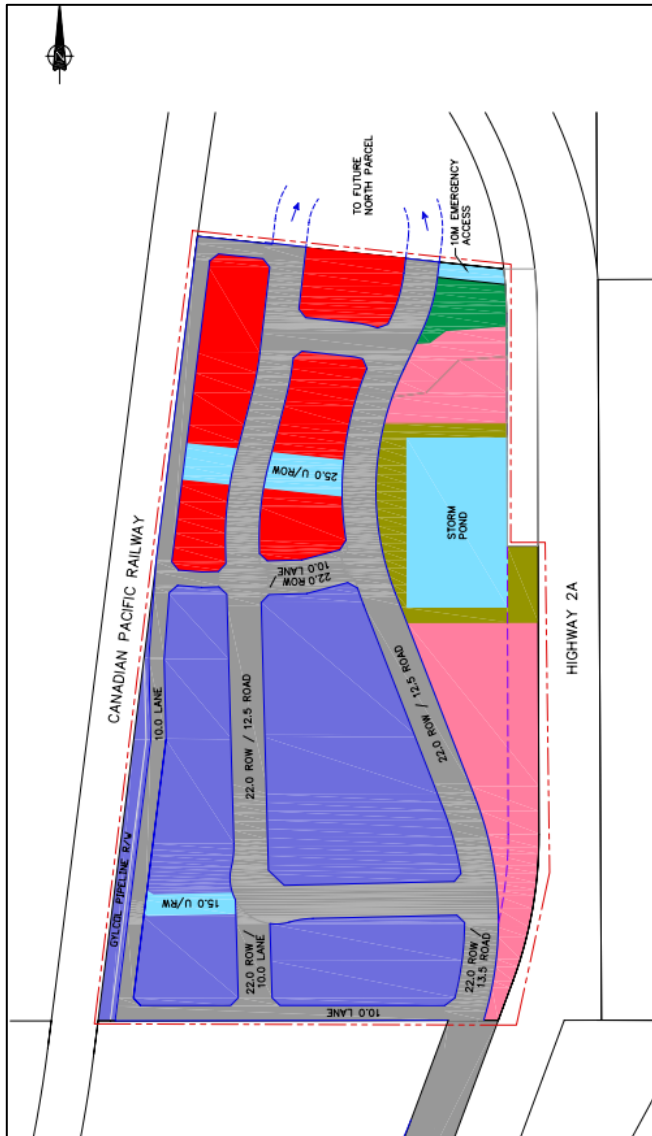 TO FUTURE
NORTH PARCEL
10M EMERGENCY
ACCESS
CANADIAN PACIFIC RAILWAY
25.0 U/ROW
STORM
POND
22.0 ROW /
10.0 LANE
HIGHWAY 2A
10.0 LANE
22.0 ROW / 12.5 ROAD
22.0 ROW / 12.5 ROAD
GYLCOL PIPELINE R/W
15.0 U/RW
22.0 ROW /
10.0 LANE
22.0 ROW /
13.5 ROAD
10.0 LANE